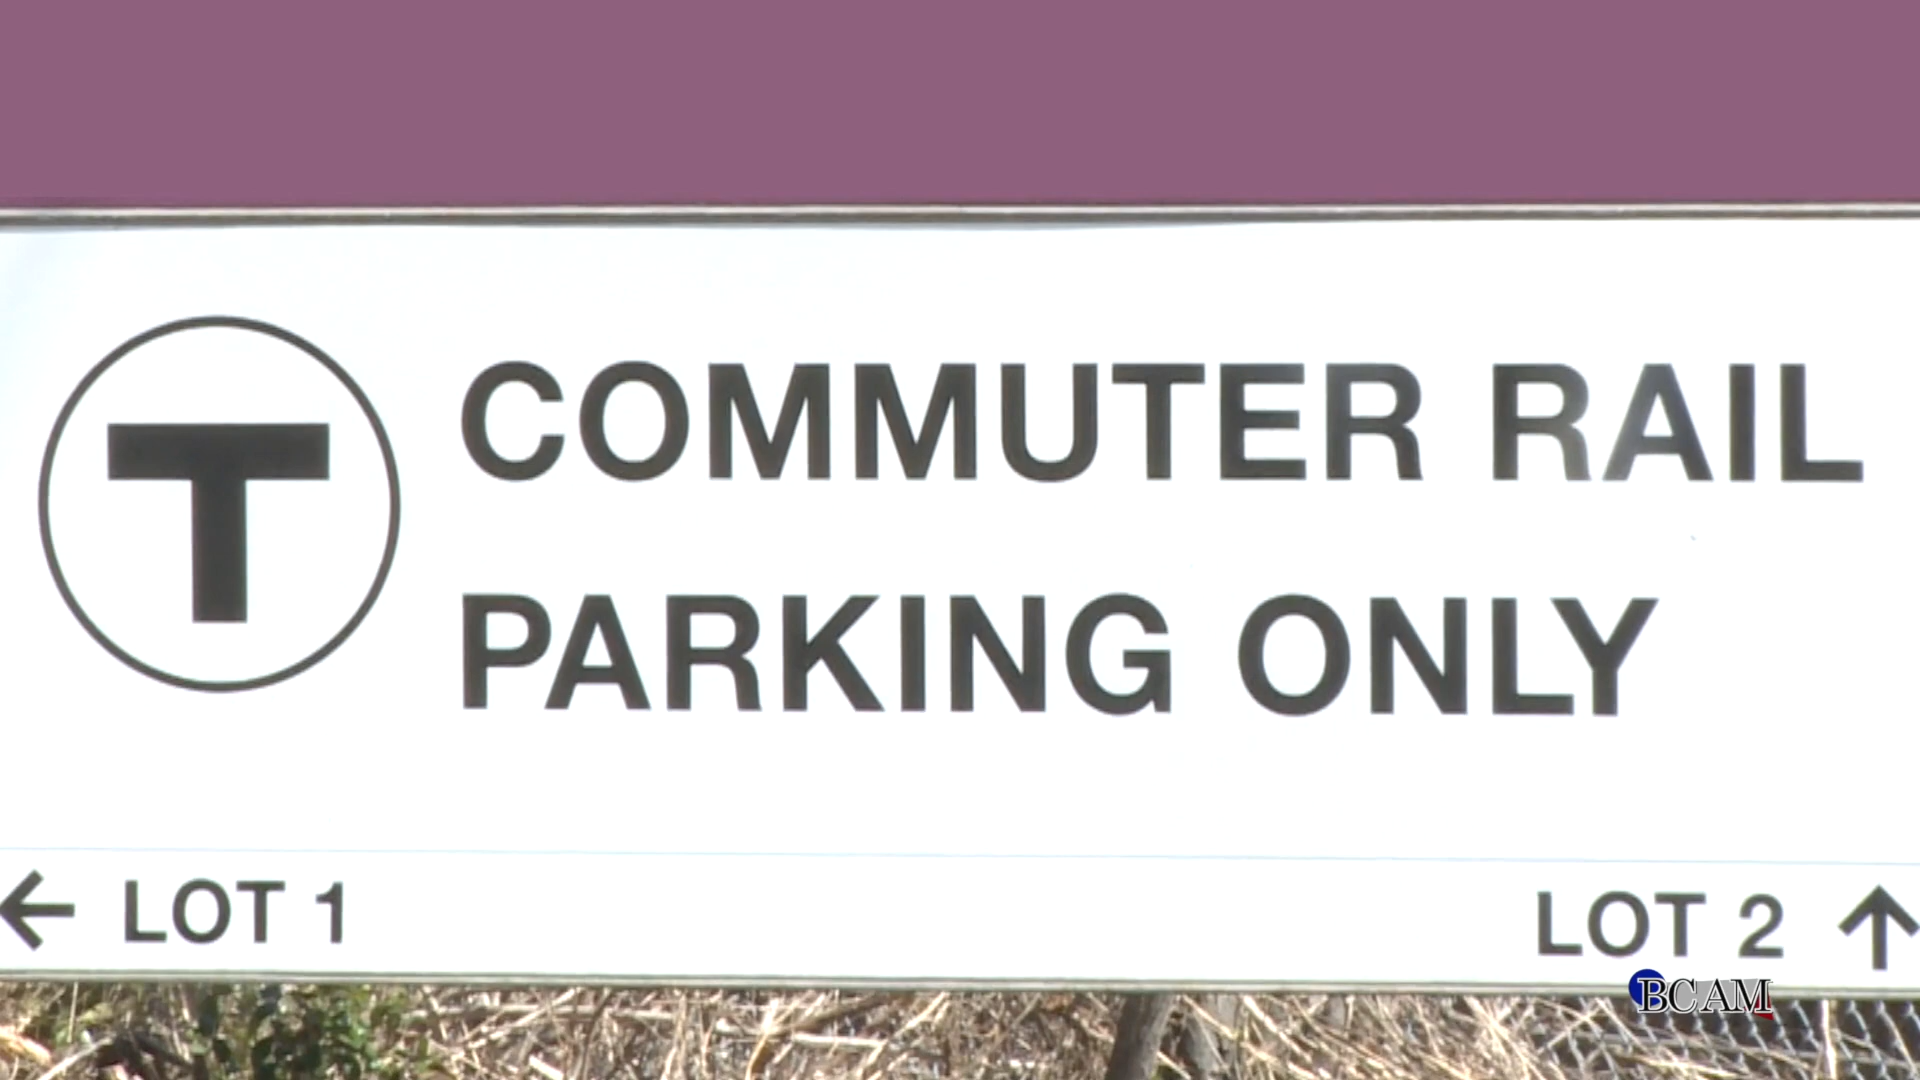 T
COMMUTER RAIL
PARKING ONLY
← LOT 1
LOT 2 ↑
BCAM